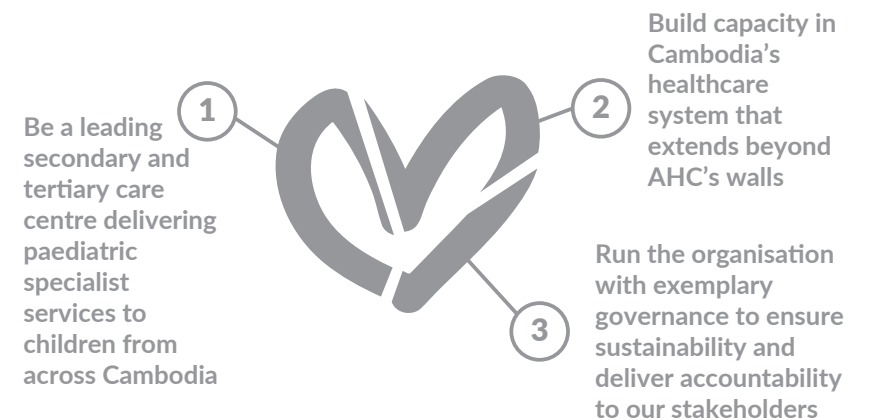 1
Be a leading
secondary and
tertiary care
centre delivering
paediatric
specialist
services to
children from
across Cambodia
2
Build capacity in
Cambodia's
healthcare
system that
extends beyond
AHC's walls
3
Run the organisation
with exemplary
governance to ensure
sustainability and
deliver accountability
to our stakeholders